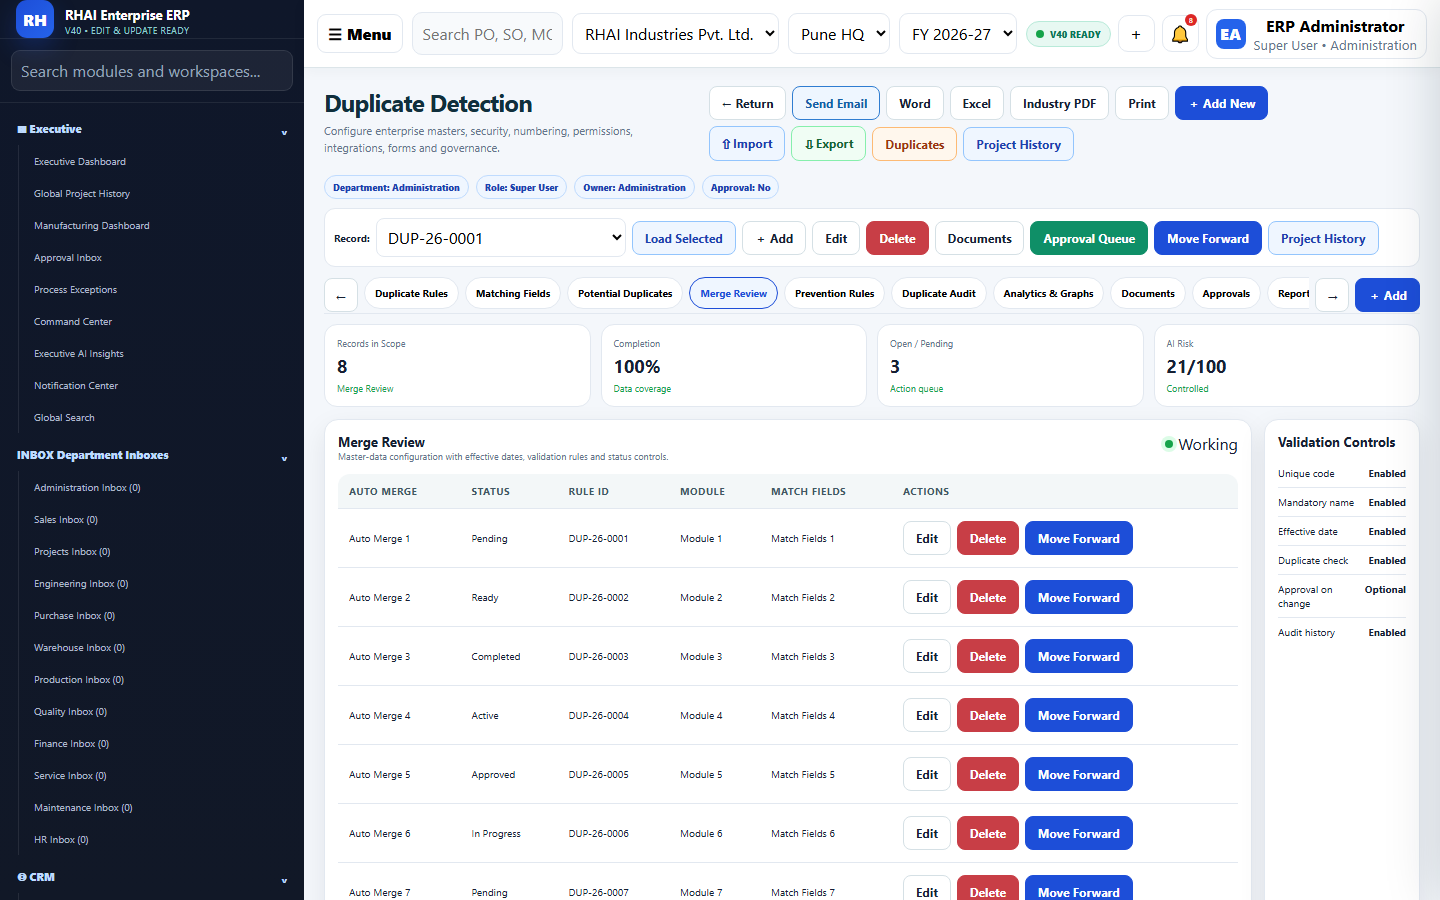 RH RHAI Enterprise ERP
V40 • EDIT & UPDATE READY
Search modules and workspaces...
Executive
Executive Dashboard
Global Project History
Manufacturing Dashboard
Approval Inbox
Process Exceptions
Command Center
Executive AI Insights
Notification Center
Global Search
INBOX Department Inboxes
Administration Inbox (0)
Sales Inbox (0)
Projects Inbox (0)
Engineering Inbox (0)
Purchase Inbox (0)
Warehouse Inbox (0)
Production Inbox (0)
Quality Inbox (0)
Finance Inbox (0)
Service Inbox (0)
Maintenance Inbox (0)
HR Inbox (0)
CRM
☰ Menu Search PO, SO, MO RHAI Industries Pvt. Ltd. Pune HQ FY 2026-27 V40 READY + 8 EA ERP Administrator
Super User • Administration
Duplicate Detection
Configure enterprise masters, security, numbering, permissions,
integrations, forms and governance.
← Return Send Email Word Excel Industry PDF Print + Add New
⇧ Import ⇩ Export Duplicates Project History
Department: Administration Role: Super User Owner: Administration Approval: No
Record: DUP-26-0001 Load Selected + Add Edit Delete Documents Approval Queue Move Forward Project History
← Duplicate Rules Matching Fields Potential Duplicates Merge Review Prevention Rules Duplicate Audit Analytics & Graphs Documents Approvals Report → + Add
Records in Scope
8
Merge Review
Completion
100%
Data coverage
Open / Pending
3
Action queue
AI Risk
21/100
Controlled
Merge Review
Master-data configuration with effective dates, validation rules and status controls.
Working
AUTO MERGE STATUS RULE ID MODULE MATCH FIELDS ACTIONS
Auto Merge 1 Pending DUP-26-0001 Module 1 Match Fields 1 Edit Delete Move Forward
Auto Merge 2 Ready DUP-26-0002 Module 2 Match Fields 2 Edit Delete Move Forward
Auto Merge 3 Completed DUP-26-0003 Module 3 Match Fields 3 Edit Delete Move Forward
Auto Merge 4 Active DUP-26-0004 Module 4 Match Fields 4 Edit Delete Move Forward
Auto Merge 5 Approved DUP-26-0005 Module 5 Match Fields 5 Edit Delete Move Forward
Auto Merge 6 In Progress DUP-26-0006 Module 6 Match Fields 6 Edit Delete Move Forward
Auto Merge 7 Pending DUP-26-0007 Module 7 Match Fields 7 Edit Delete Move Forward
Validation Controls
Unique code Enabled
Mandatory name Enabled
Effective date Enabled
Duplicate check Enabled
Approval on change Optional
Audit history Enabled